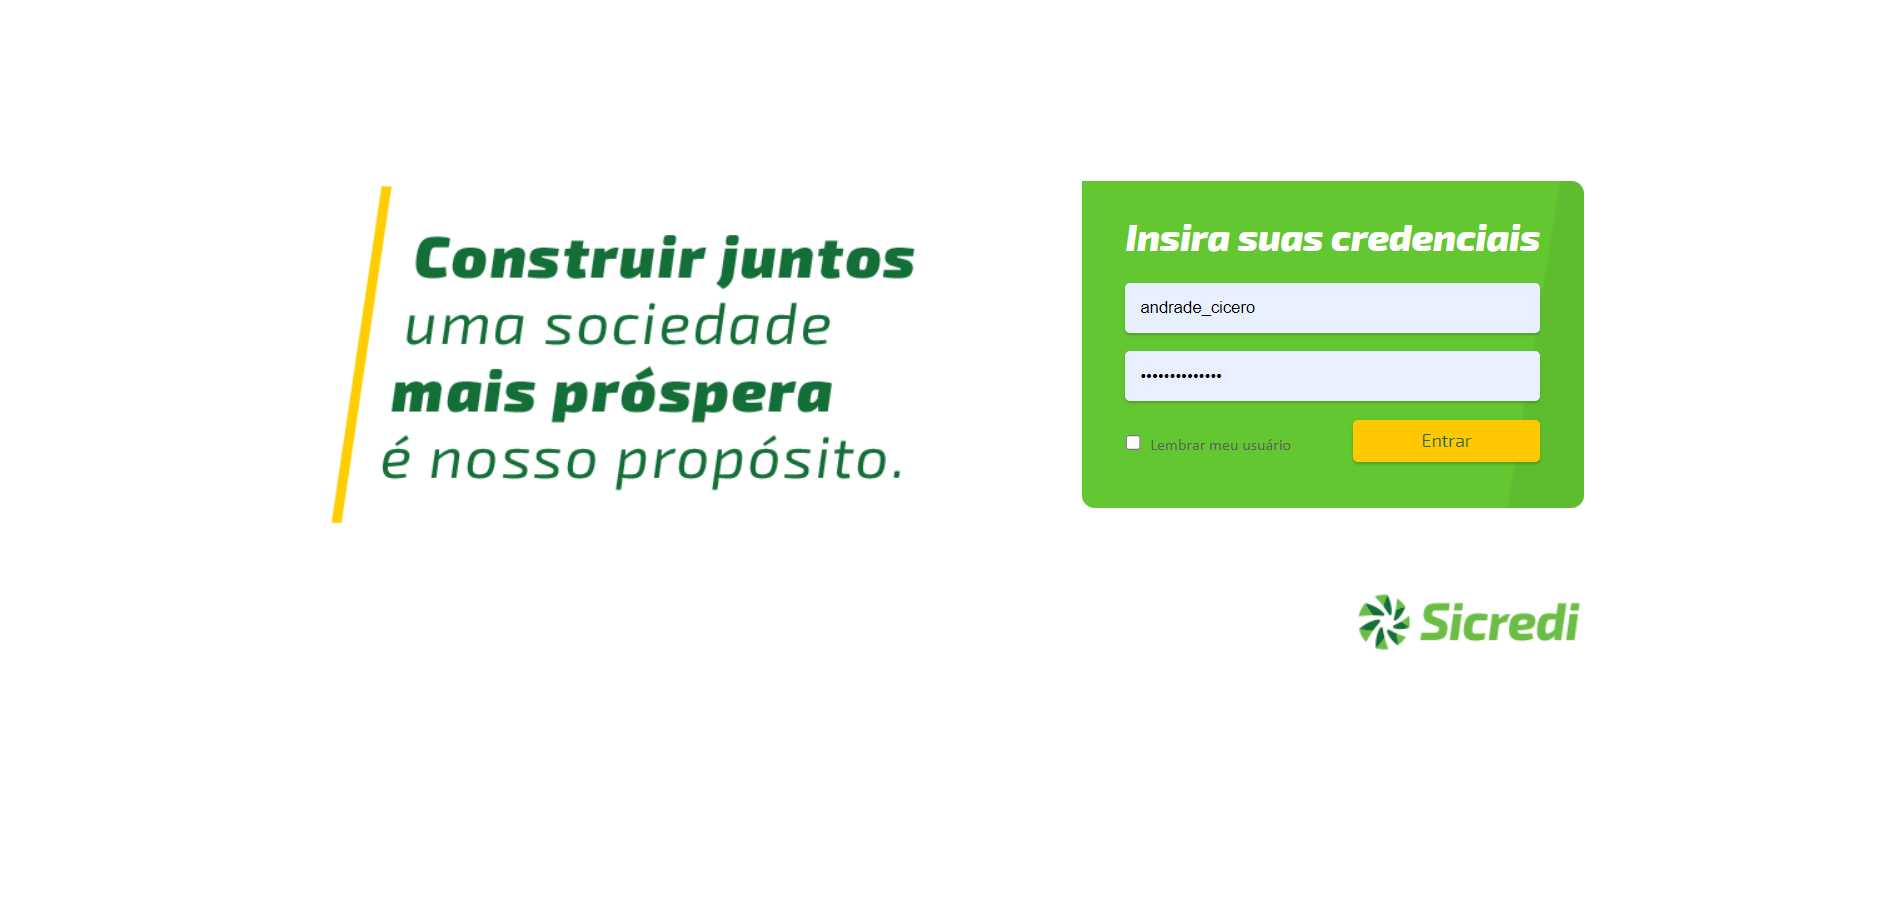 Construir juntos
uma sociedade
mais próspera
é nosso propósito.
Insira suas credenciais
andrade_cicero
••••••••••••••
Lembrar meu usuário
Entrar
Sicredi